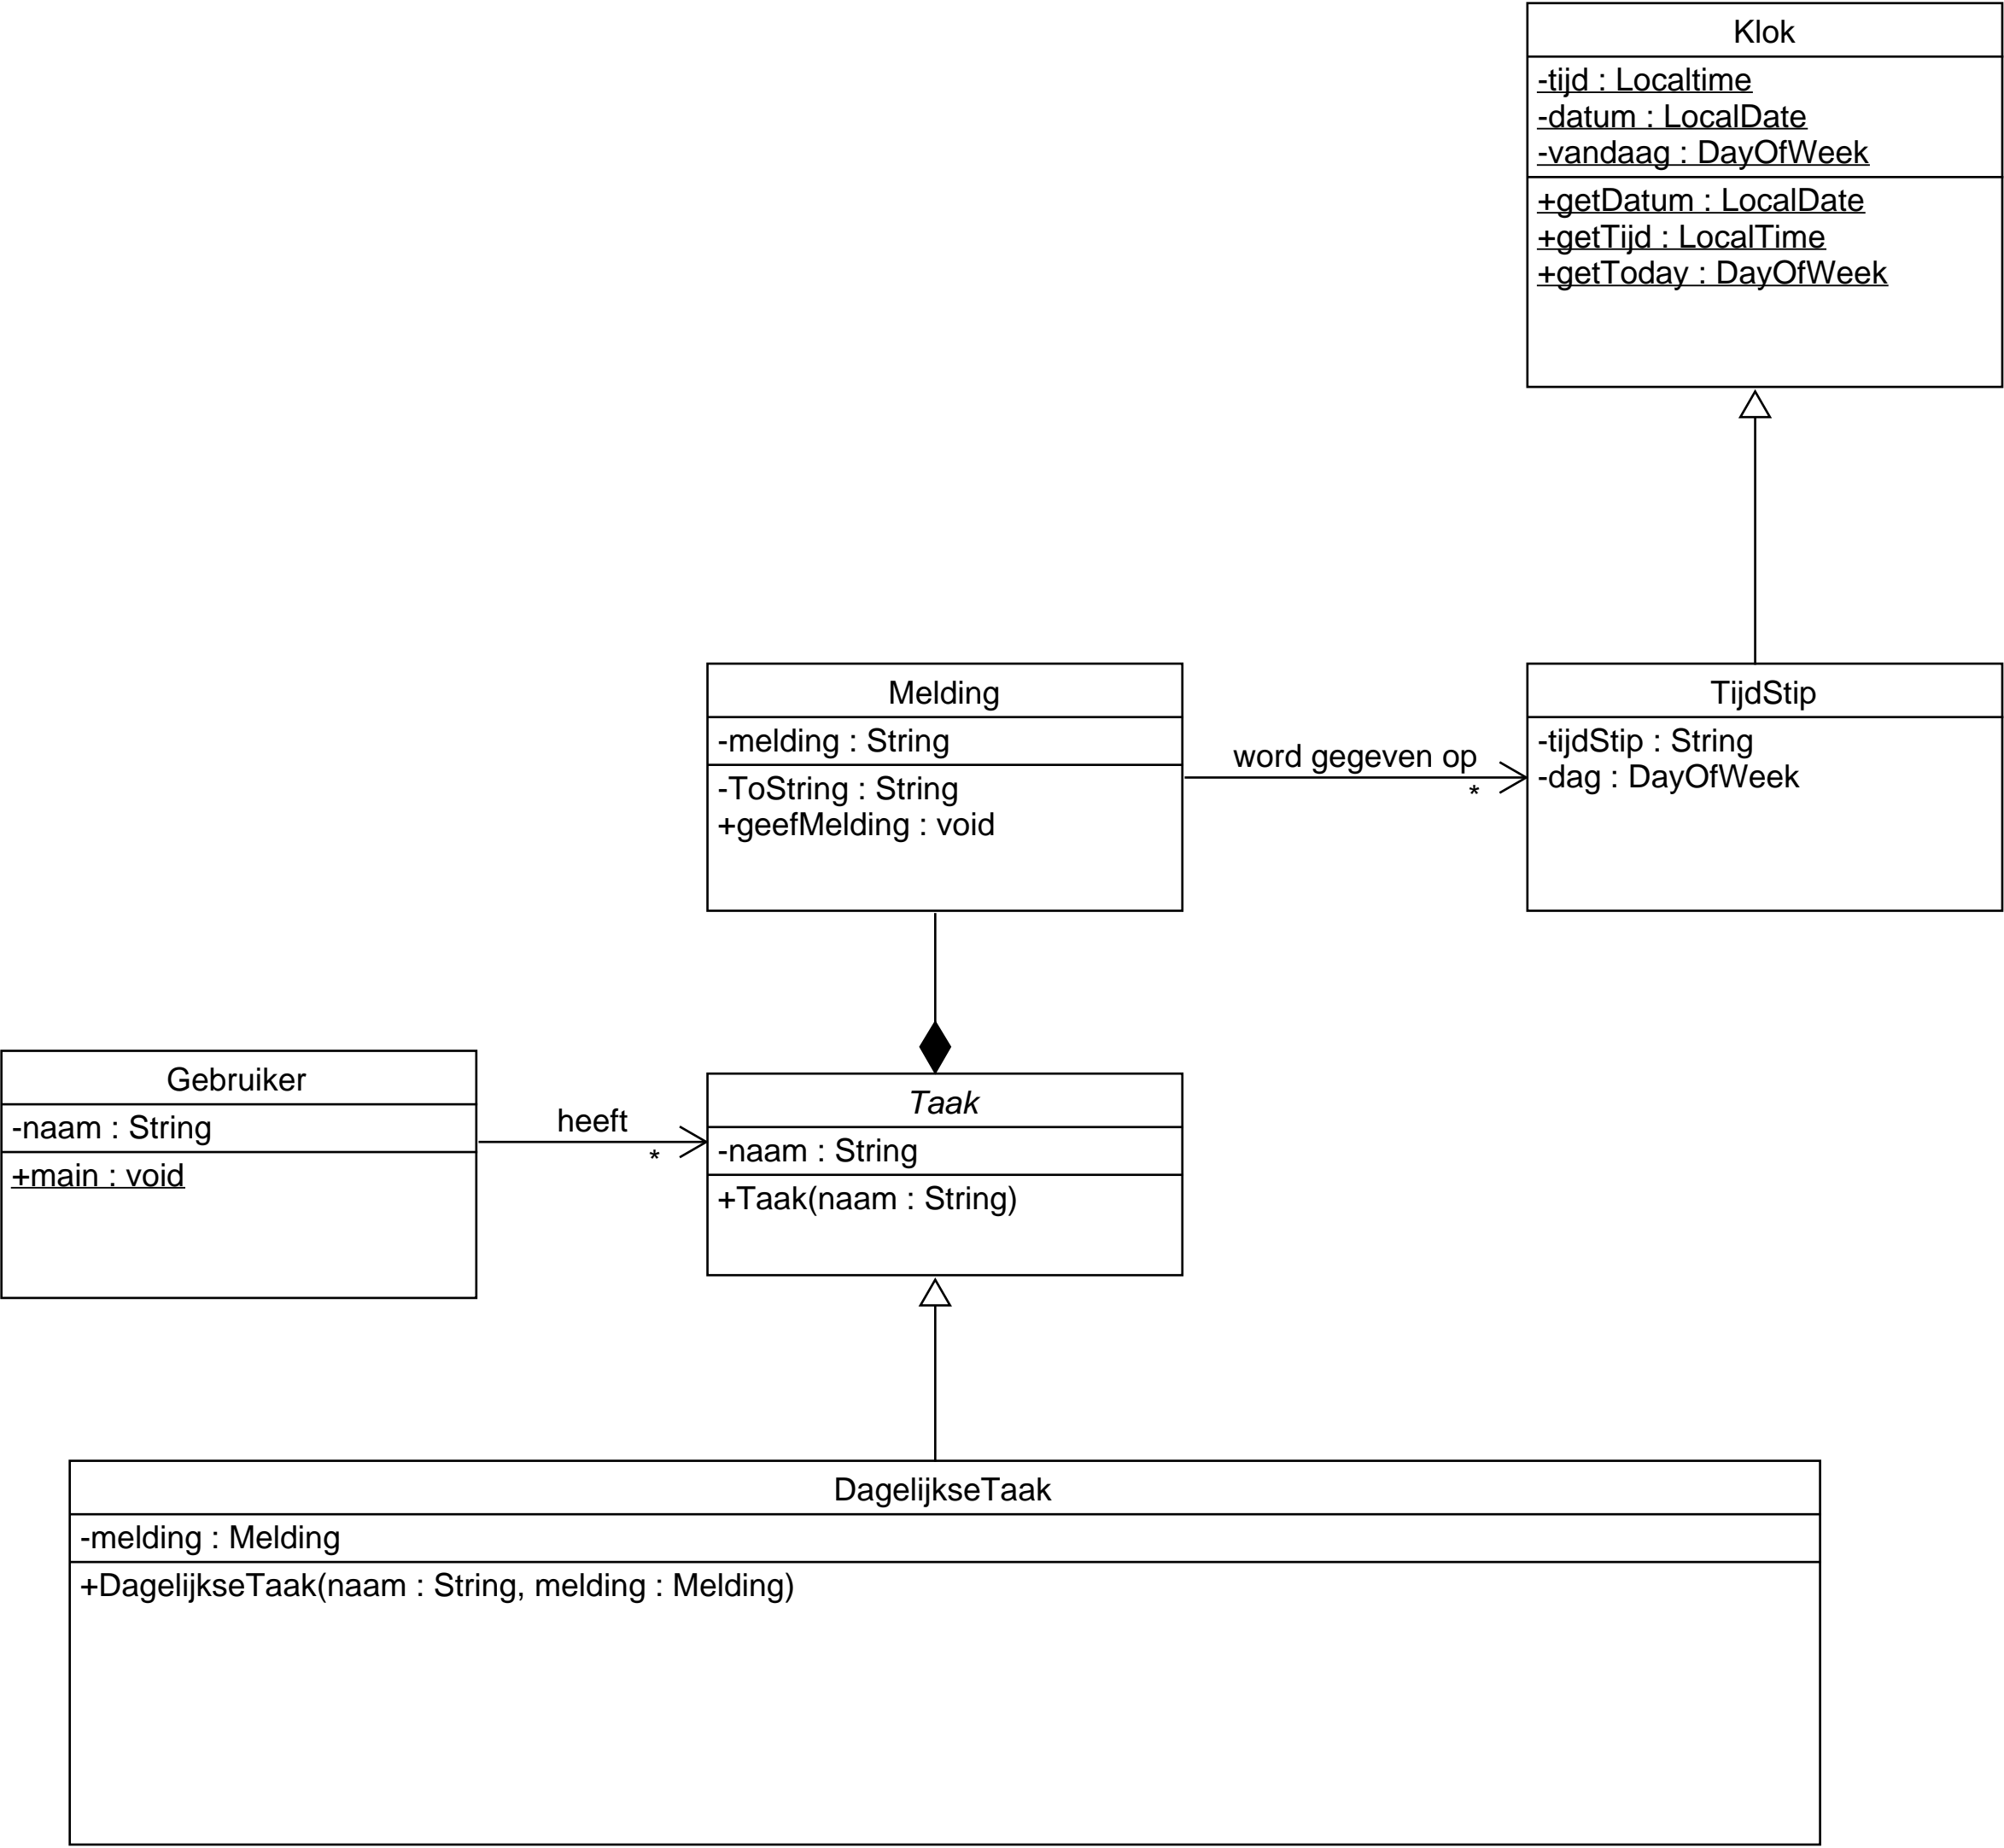 Klok
-tijd : Localtime
-datum : LocalDate
-vandaag : DayOfWeek
+getDatum : LocalDate
+getTijd : LocalTime
+getToday : DayOfWeek
Melding
-melding : String
-ToString : String
+geefMelding : void
word gegeven op
*
TijdStip
-tijdStip : String
-dag : DayOfWeek
Gebruiker
-naam : String
+main : void
heeft
*
Taak
-naam : String
+Taak(naam : String)
DagelijkseTaak
-melding : Melding
+DagelijkseTaak(naam : String, melding : Melding)